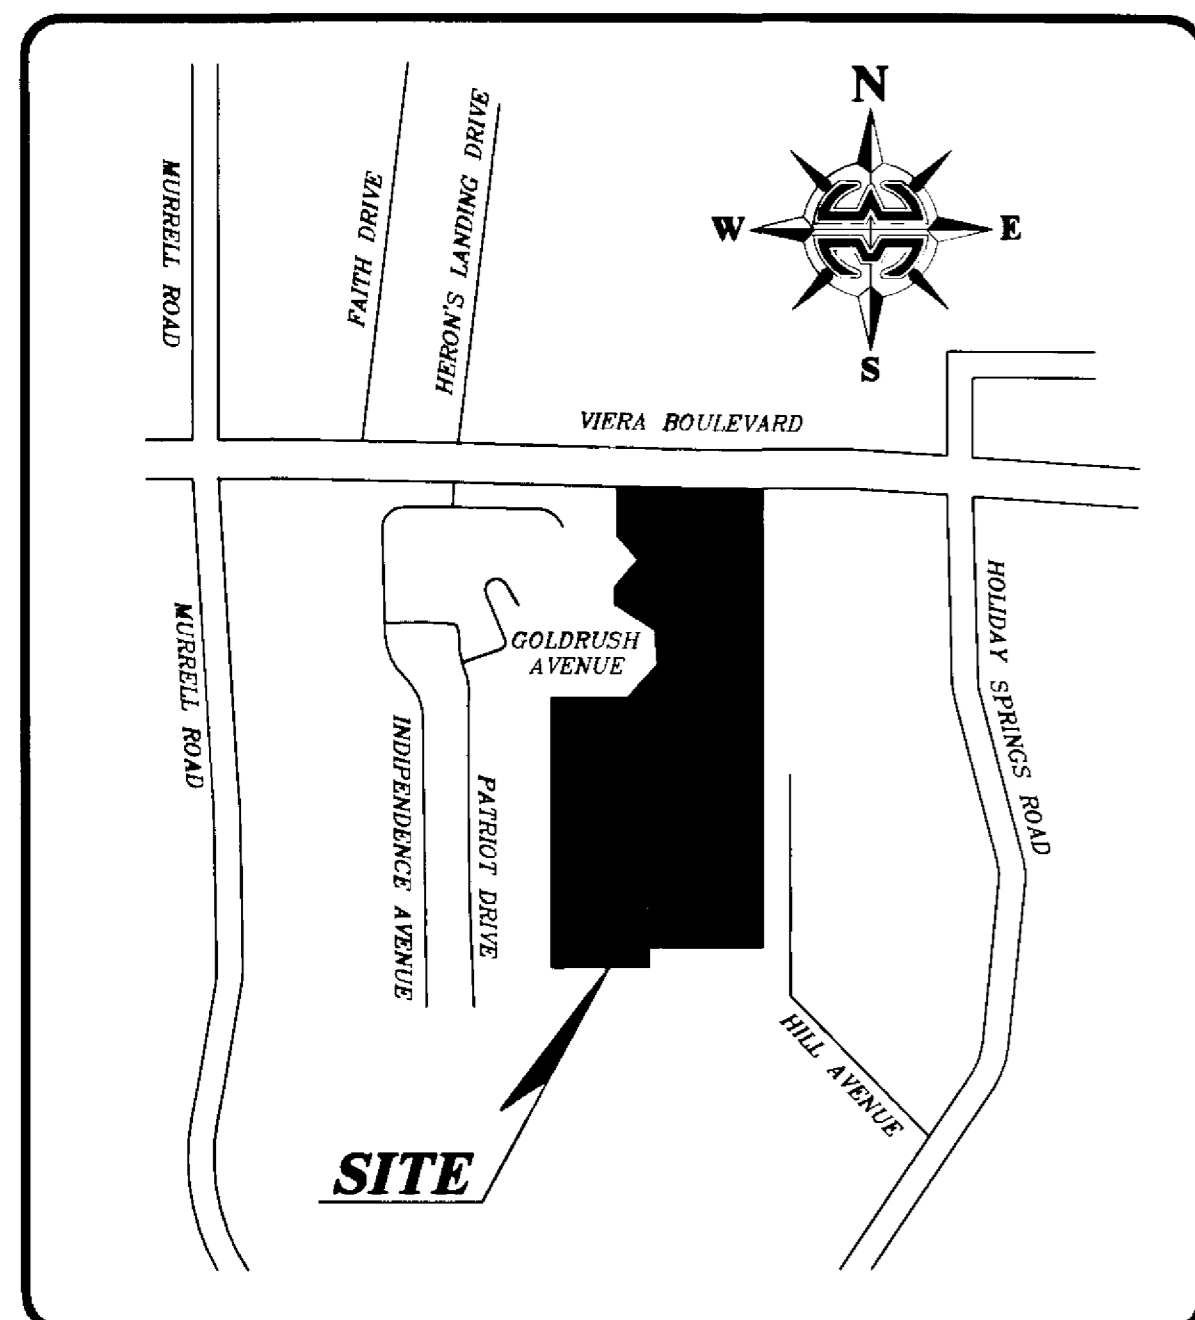 N
W
E
S
MURRELL ROAD
FAITH DRIVE
HERON'S LANDING DRIVE
VIERA BOULEVARD
GOLDRUSH
AVENUE
MURRELL ROAD
INDIPENDENCE AVENUE
PATRIOT DRIVE
HOLIDAY SPRINGS ROAD
HILL AVENUE
SITE